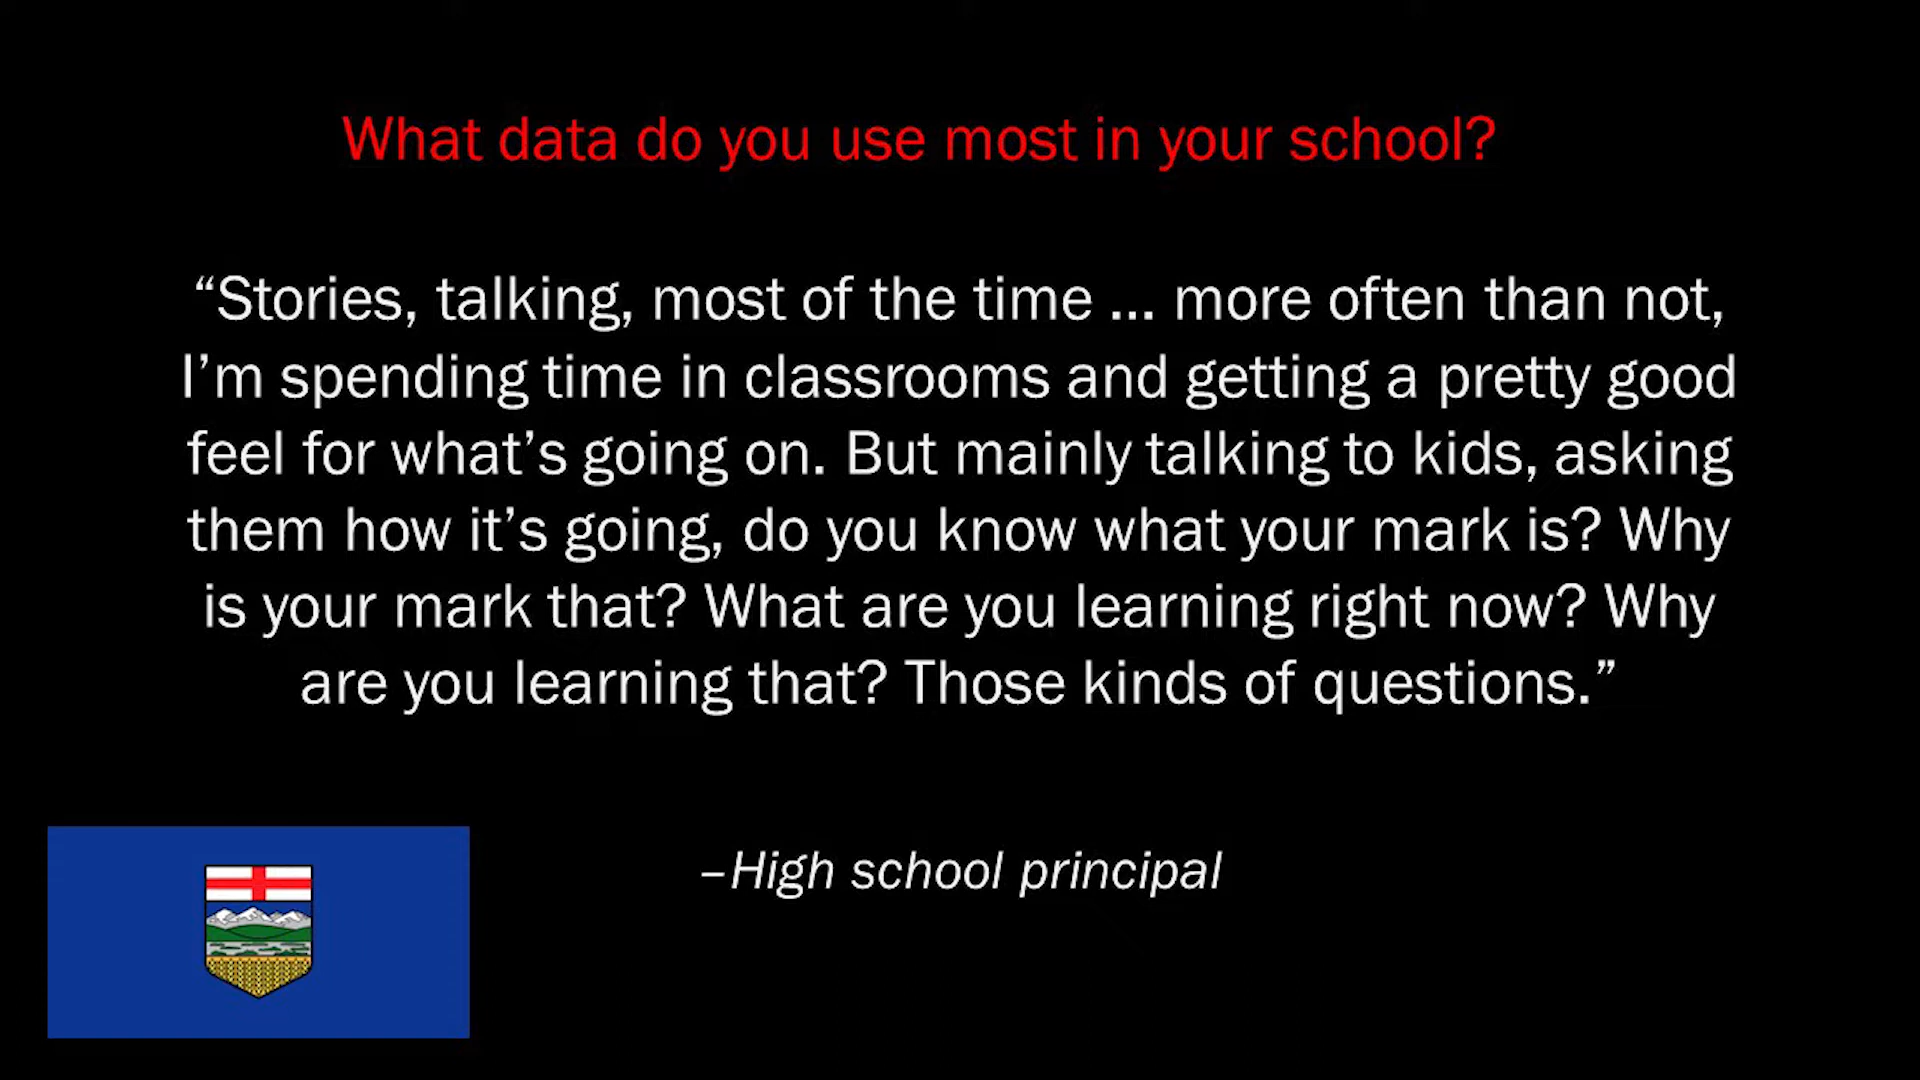 What data do you use most in your school?
“Stories, talking, most of the time ... more often than not,
I’m spending time in classrooms and getting a pretty good
feel for what’s going on. But mainly talking to kids, asking
them how it’s going, do you know what your mark is? Why
is your mark that? What are you learning right now? Why
are you learning that? Those kinds of questions.”
–High school principal